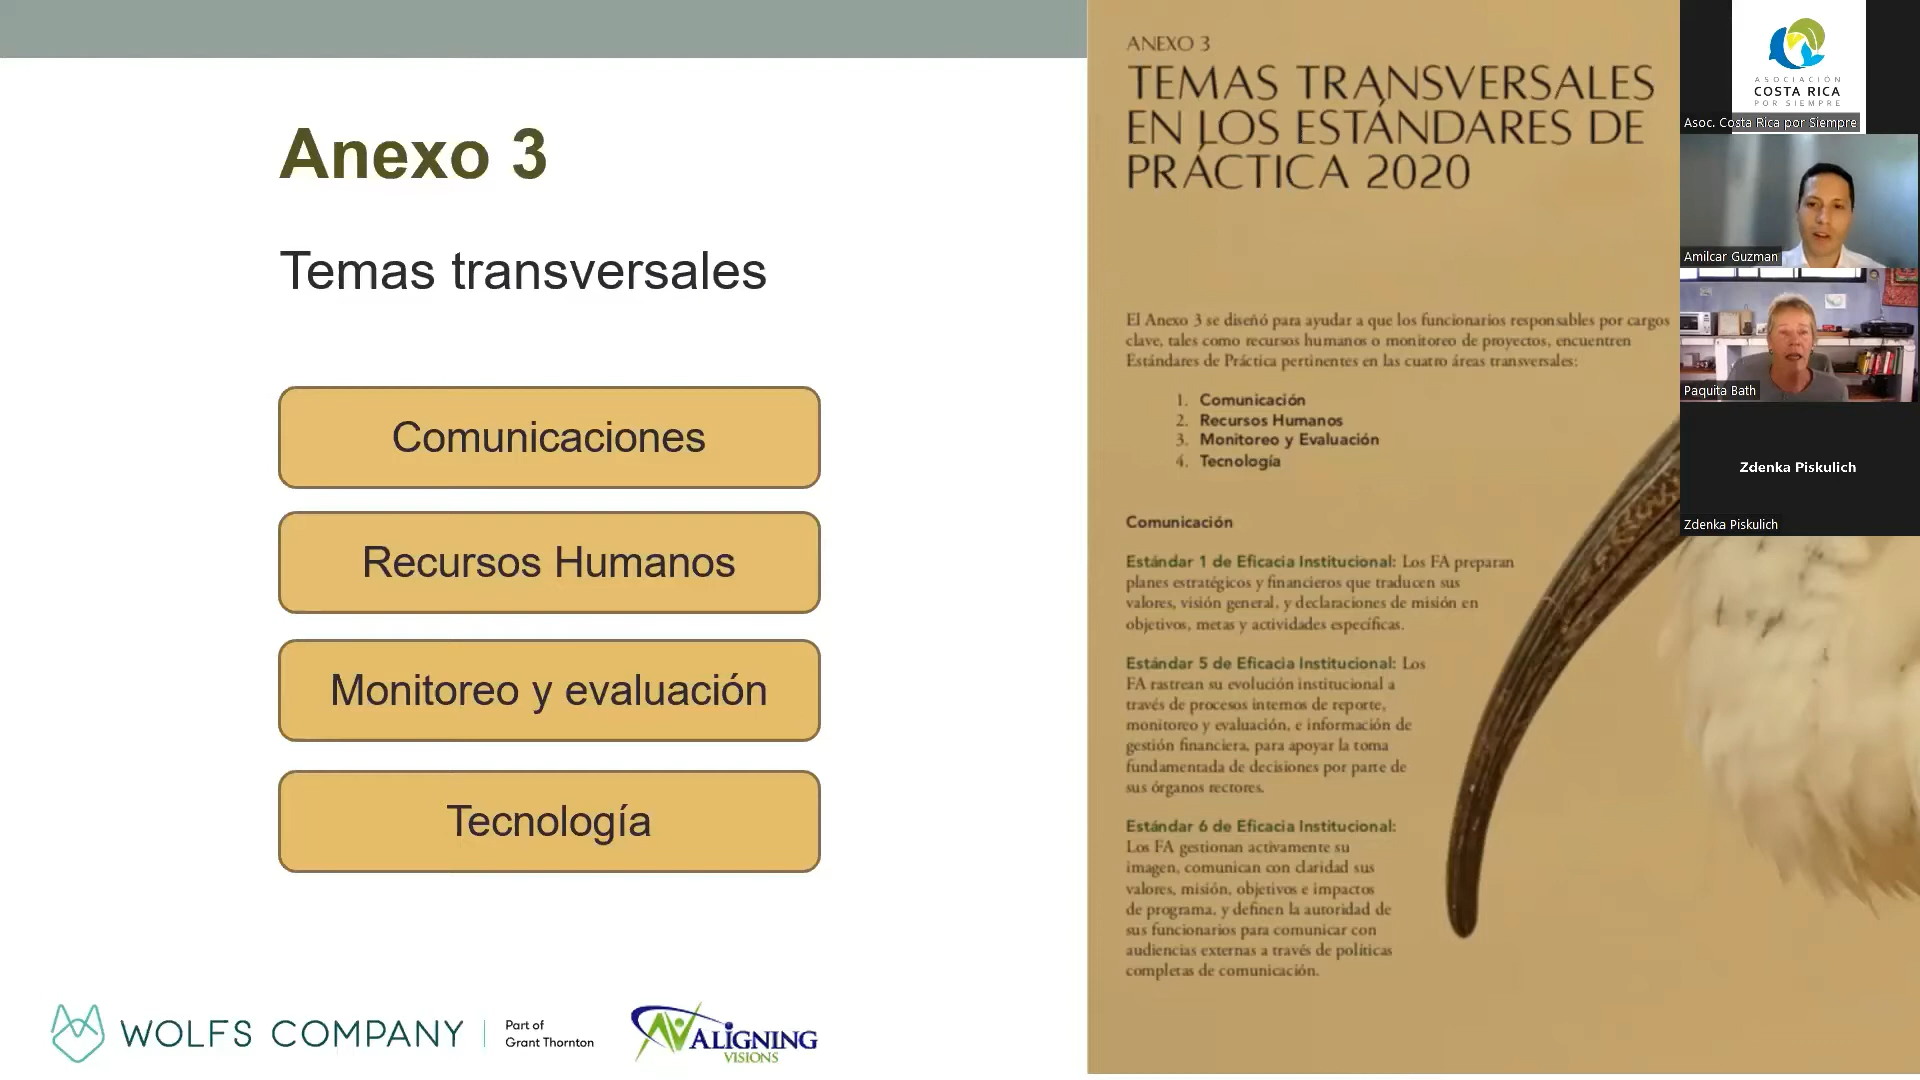 Anexo 3
Temas transversales
Comunicaciones
Recursos Humanos
Monitoreo y evaluación
Tecnología
WOLFS COMPANY
Part of
Grant Thornton
ALIGNING
VISIONS
ANEXO 3
TEMAS TRANSVERSALES
EN LOS ESTÁNDARES DE
PRÁCTICA 2020
El Anexo 3 se diseñó para ayudar a que los funcionarios responsables por cargos
clave, tales como recursos humanos o monitoreo de proyectos, encuentren
Estándares de Práctica pertinentes en las cuatro áreas transversales:
1. Comunicación
2. Recursos Humanos
3. Monitoreo y Evaluación
4. Tecnología
Comunicación
Estándar 1 de Eficacia Institucional: Los FA preparan
planes estratégicos y financieros que traducen sus
valores, visión general, y declaraciones de misión en
objetivos, metas y actividades específicas.
Estándar 5 de Eficacia Institucional: Los
FA rastrean su evolución institucional a
través de procesos internos de reporte,
monitoreo y evaluación, e información de
gestión financiera, para apoyar la toma
fundamentada de decisiones por parte de
sus órganos rectores.
Estándar 6 de Eficacia Institucional:
Los FA gestionan activamente su
imagen, comunican con claridad sus
valores, misión, objetivos e impactos
de programa, y definen la autoridad de
sus funcionarios para comunicar con
audiencias externas a través de políticas
completas de comunicación.
ASOCIACIÓN
COSTA RICA
POR SIEMPRE
Asoc. Costa Rica por Siempre
Amilcar Guzman
Paquita Bath
Zdenka Piskulich
Zdenka Piskulich